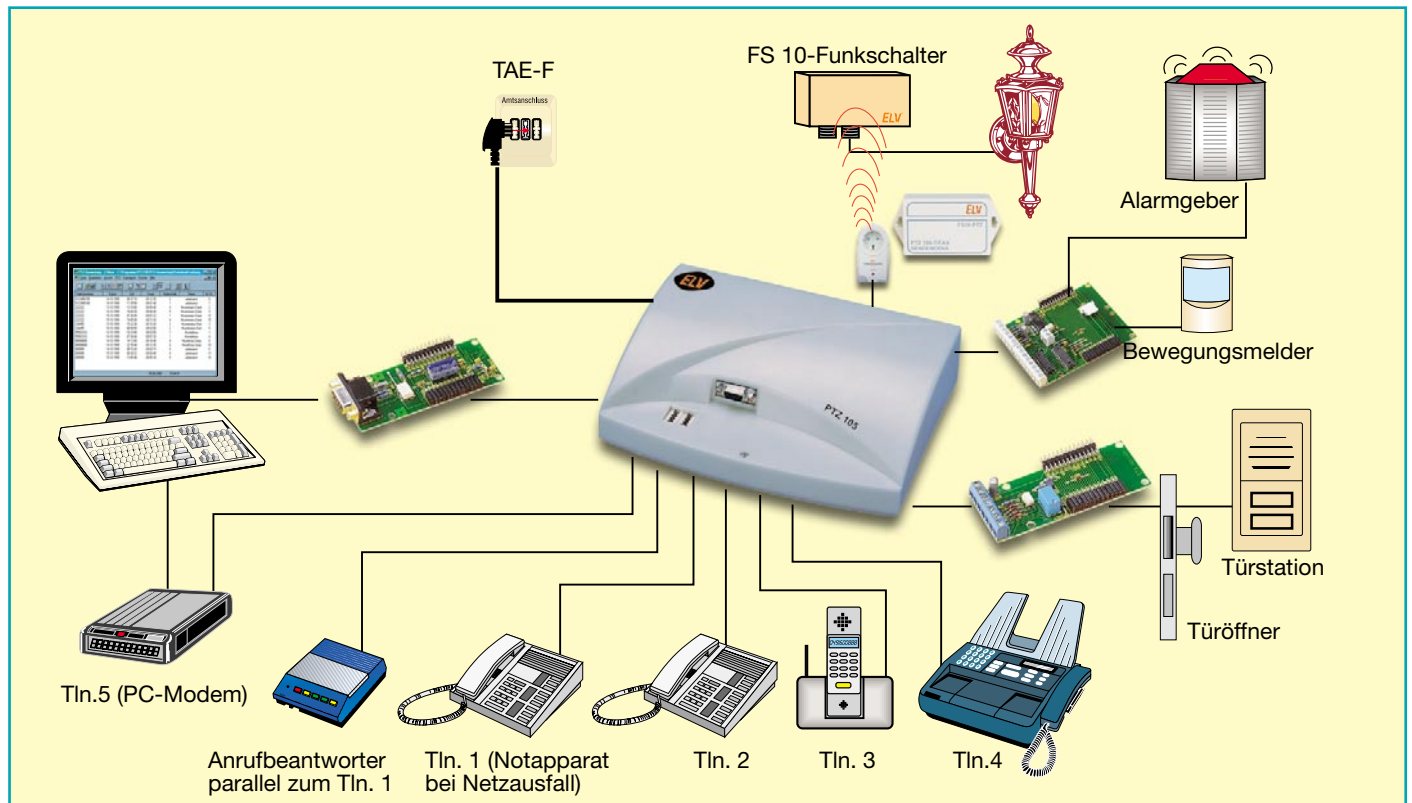 TAE-F
Amtsanschluss
FS 10-Funkschalter
ELV
Alarmgeber
ELV
ELV
PTZ 105
Bewegungsmelder
Türstation
Türöffner
Tln.5 (PC-Modem)
Anrufbeantworter
parallel zum Tln. 1
Tln. 1 (Notapparat
bei Netzausfall)
Tln. 2
Tln. 3
Tln.4